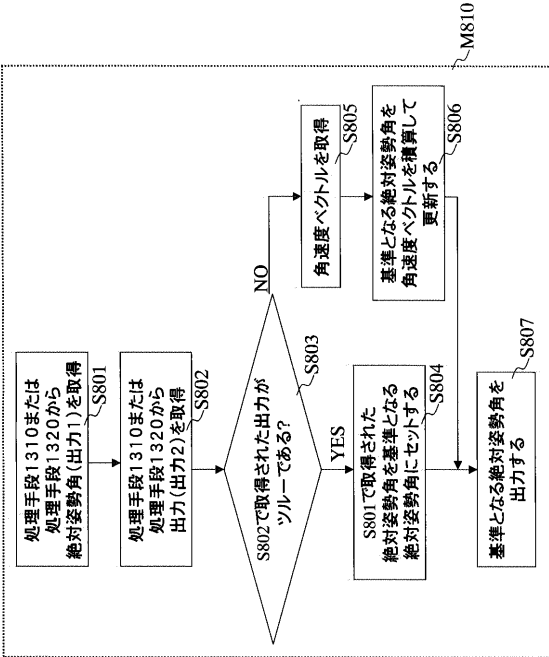 処理手段1310または
処理手段1320から
絶対姿勢角(出力1)を取得
S801
処理手段1310または
処理手段1320から
出力(出力2)を取得
S802
S802で取得された出力が
ツルーである?
S803
YES
NO
S801で取得された
絶対姿勢角を基準となる
絶対姿勢角にセットする
S804
角速度ベクトルを取得
S805
基準となる絶対姿勢角を
角速度ベクトルを積算して
更新する
S806
基準となる絶対姿勢角を
出力する
S807
M810